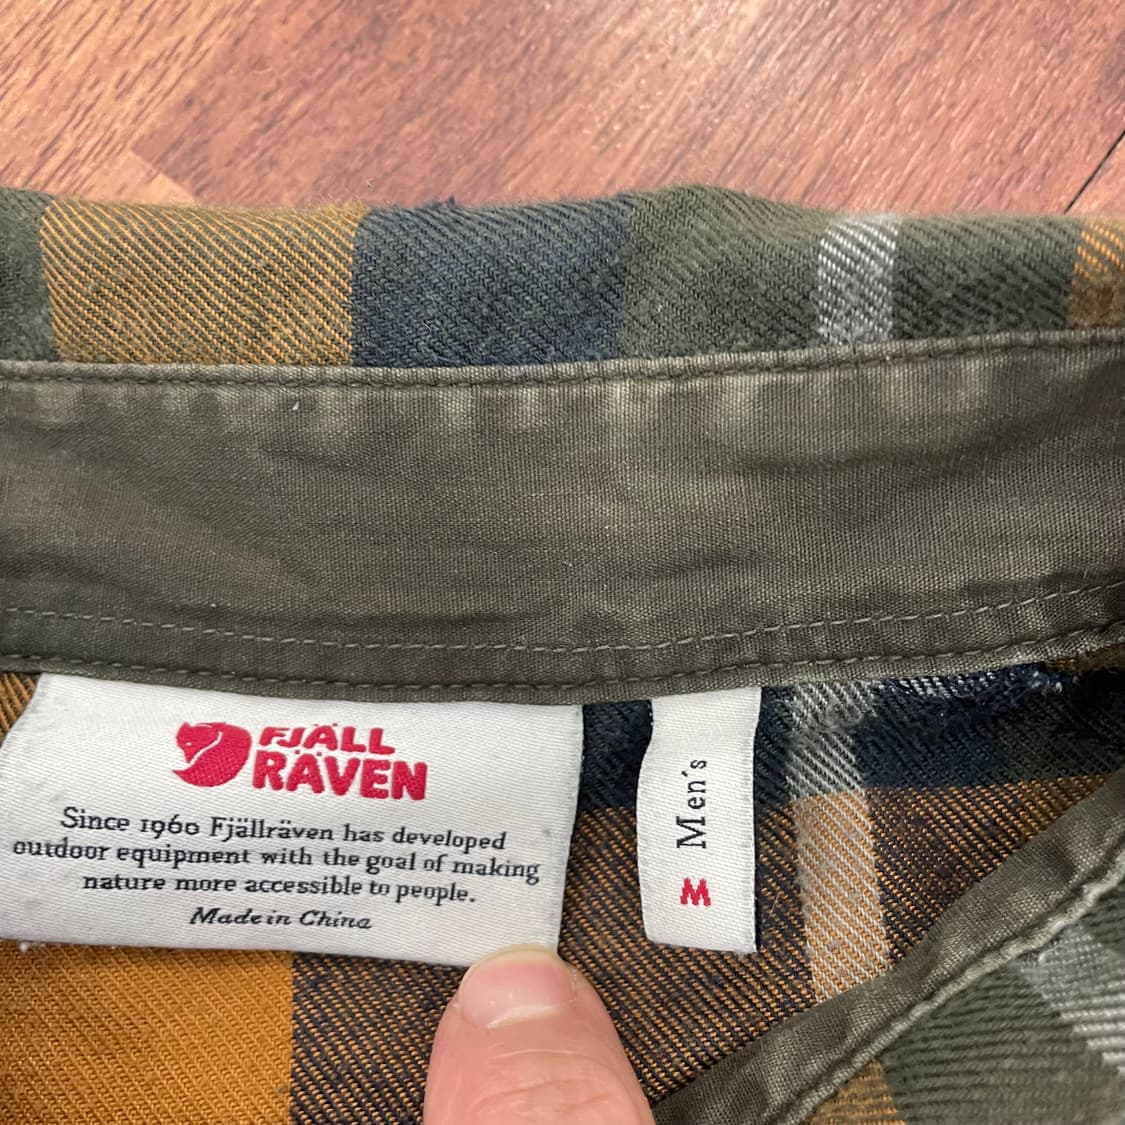 FJÄLL
RÄVEN
Since 1960 Fjällräven has developed
outdoor equipment with the goal of making
nature more accessible to people.
Made in China
Men´s
M